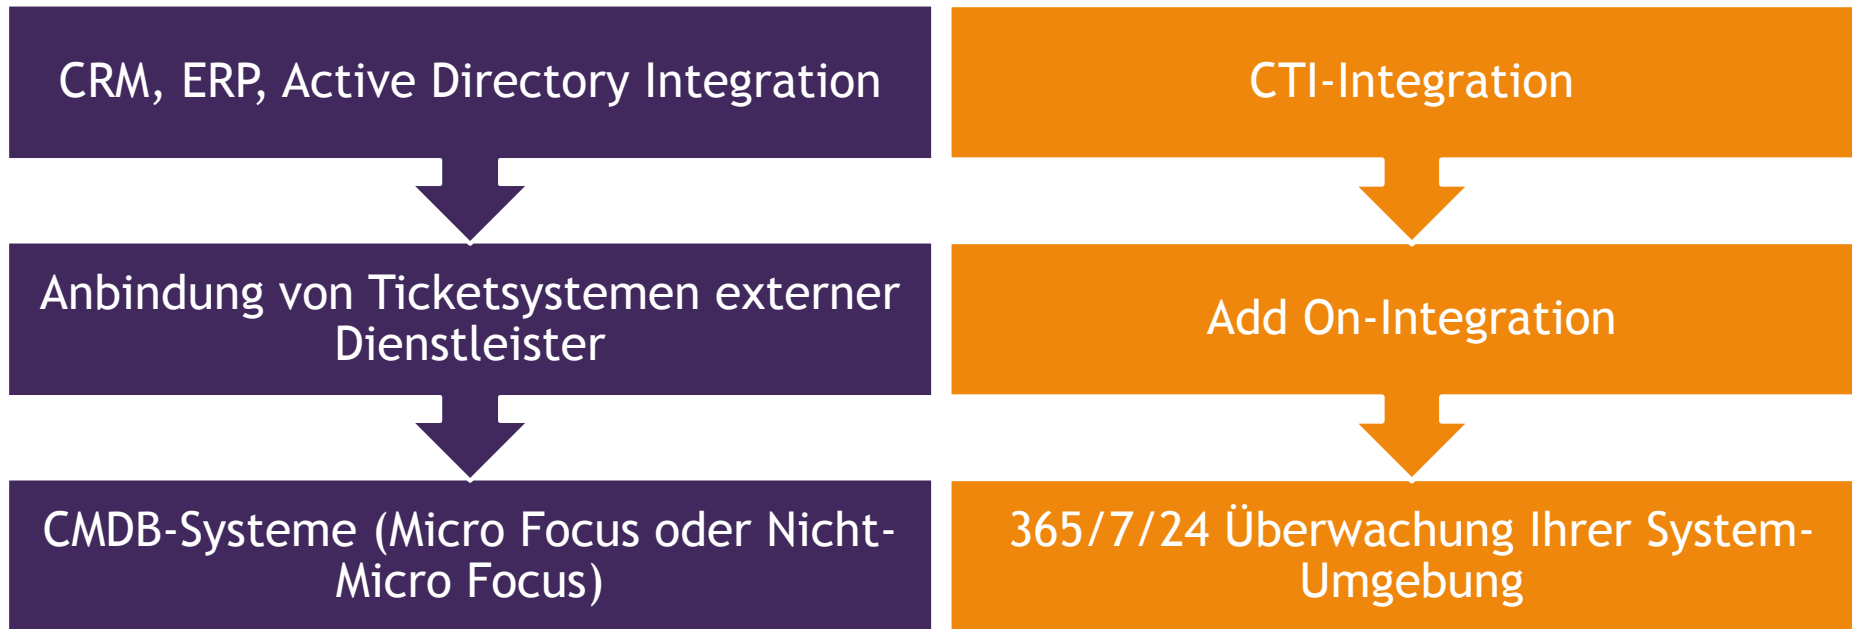 CRM, ERP, Active Directory Integration
Anbindung von Ticketsystemen externer
Dienstleister
CMDB-Systeme (Micro Focus oder Nicht-
Micro Focus)
CTI-Integration
Add On-Integration
365/7/24 Überwachung Ihrer System-
Umgebung